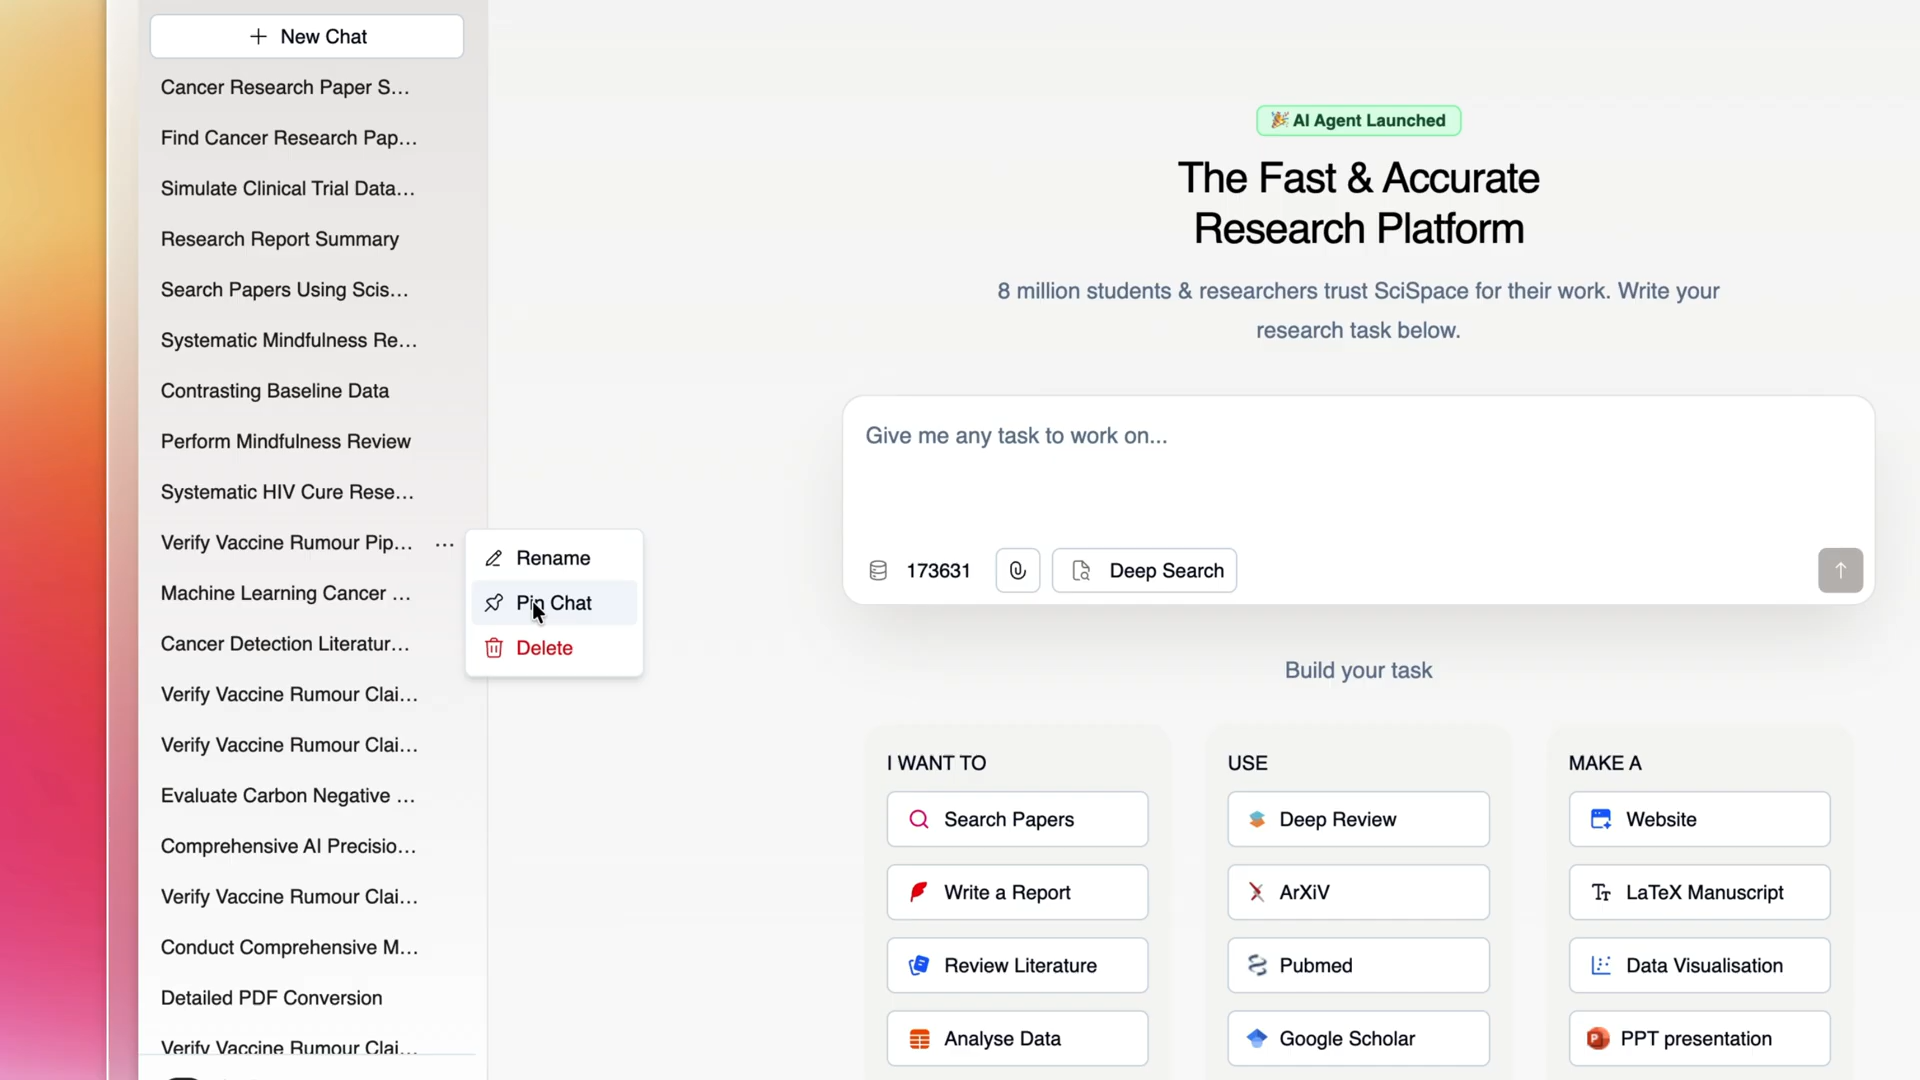 New Chat
Cancer Research Paper S...
Find Cancer Research Pap...
Simulate Clinical Trial Data...
Research Report Summary
Search Papers Using Scis...
Systematic Mindfulness Re...
Contrasting Baseline Data
Perform Mindfulness Review
Systematic HIV Cure Rese...
Verify Vaccine Rumour Pip...
Machine Learning Cancer ...
Cancer Detection Literatur...
Verify Vaccine Rumour Clai...
Verify Vaccine Rumour Clai...
Evaluate Carbon Negative ...
Comprehensive AI Precisio...
Verify Vaccine Rumour Clai...
Conduct Comprehensive M...
Detailed PDF Conversion
Verify Vaccine Rumour Clai...
Rename
Pin Chat
Delete
AI Agent Launched
The Fast & Accurate
Research Platform
8 million students & researchers trust SciSpace for their work. Write your
research task below.
Give me any task to work on...
173631
Deep Search
Build your task
I WANT TO
Search Papers
Write a Report
Review Literature
Analyse Data
USE
Deep Review
ArXiV
Pubmed
Google Scholar
MAKE A
Website
LaTeX Manuscript
Data Visualisation
PPT presentation